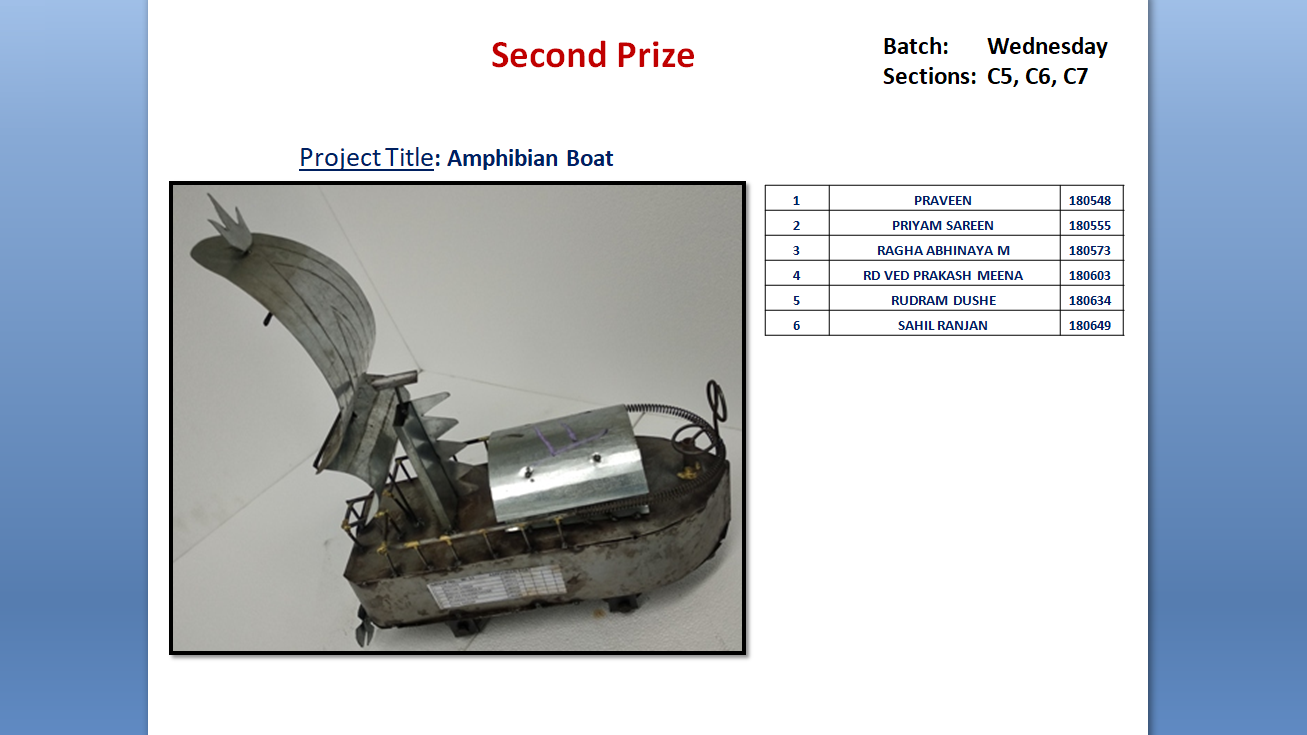 Second Prize
Batch: Wednesday
Sections: C5, C6, C7
Project Title: Amphibian Boat
1 PRAVEEN 180548
2 PRIYAM SAREEN 180555
3 RAGHA ABHINAYA M 180573
4 RD VED PRAKASH MEENA 180603
5 RUDRAM DUSHE 180634
6 SAHIL RANJAN 180649